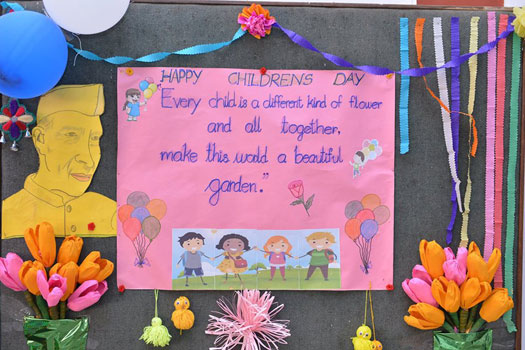 HAPPY CHILDRENS DAY
Every child is a different kind of flower
and all together,
make this world a beautiful
garden."